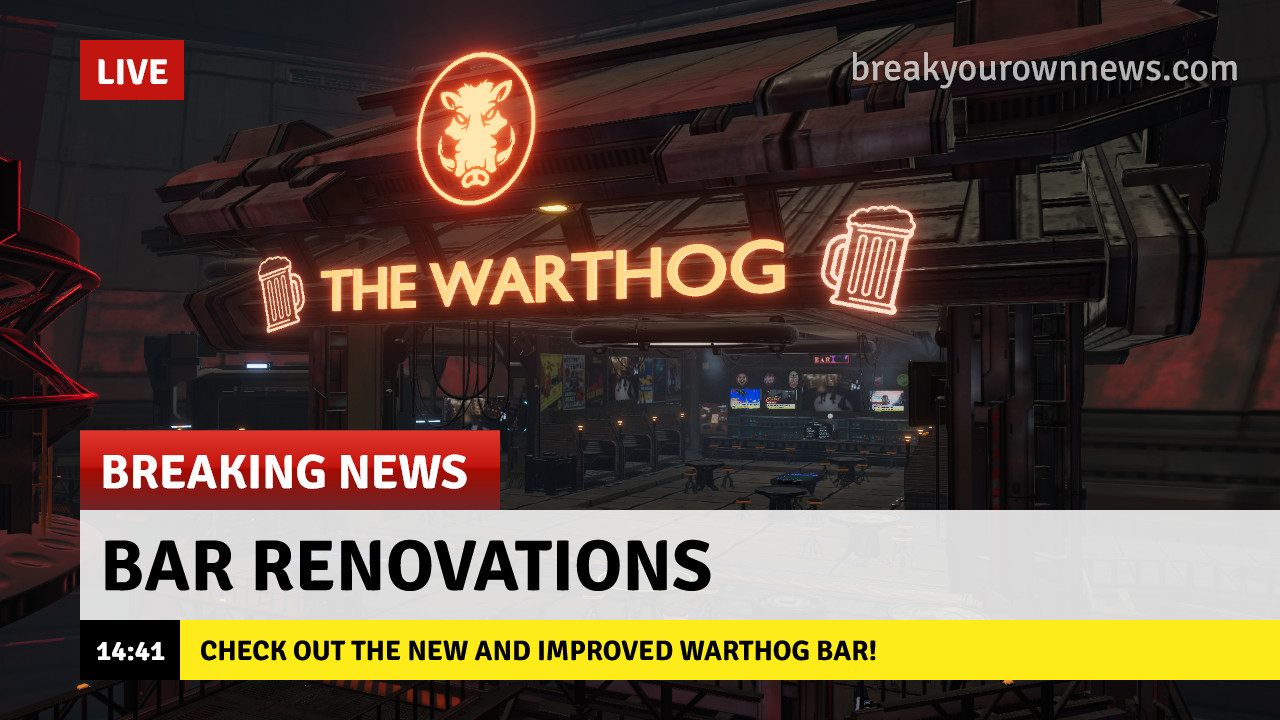 LIVE
breakyourownnews.com
THE WARTHOG
BAR
BREAKING NEWS
BAR RENOVATIONS
14:41
CHECK OUT THE NEW AND IMPROVED WARTHOG BAR!